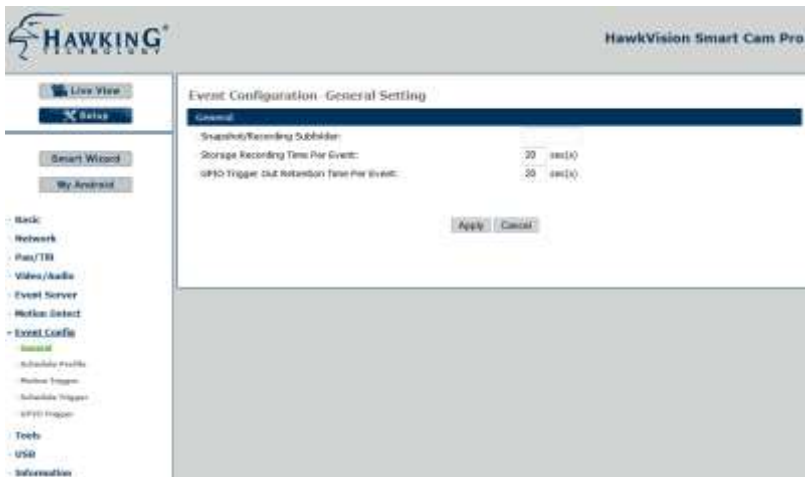 HAWKING
TECHNOLOGY
HawkVision Smart Cam Pro
Live View
Setup
Smart Wizard
My Android
Basic
Network
Pan/Tilt
Video/Audio
Event Server
Motion Detect
Event Config
General
Schedule Profile
Motion Trigger
Schedule Trigger
GPIO Trigger
Tools
USB
Information
Event Configuration General Setting
General
Snapshot/Recording Subfolder:
Storage Recording Time Per Event: 20 sec(s)
GPIO Trigger Out Retention Time Per Event: 20 sec(s)
Apply Cancel